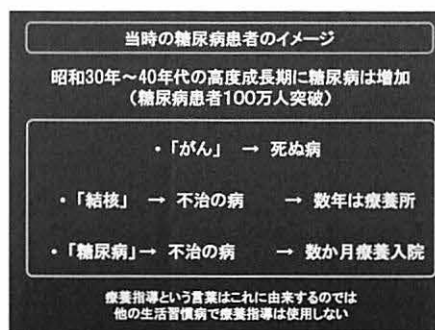 当時の糖尿病患者のイメージ
昭和30年～40年代の高度成長期に糖尿病は増加
（糖尿病患者100万人突破）
・「がん」 → 死ぬ病
・「結核」 → 不治の病 → 数年は療養所
・「糖尿病」→ 不治の病 → 数か月療養入院
療養指導という言葉はこれに由来するのでは
他の生活習慣病で療養指導は使用しない